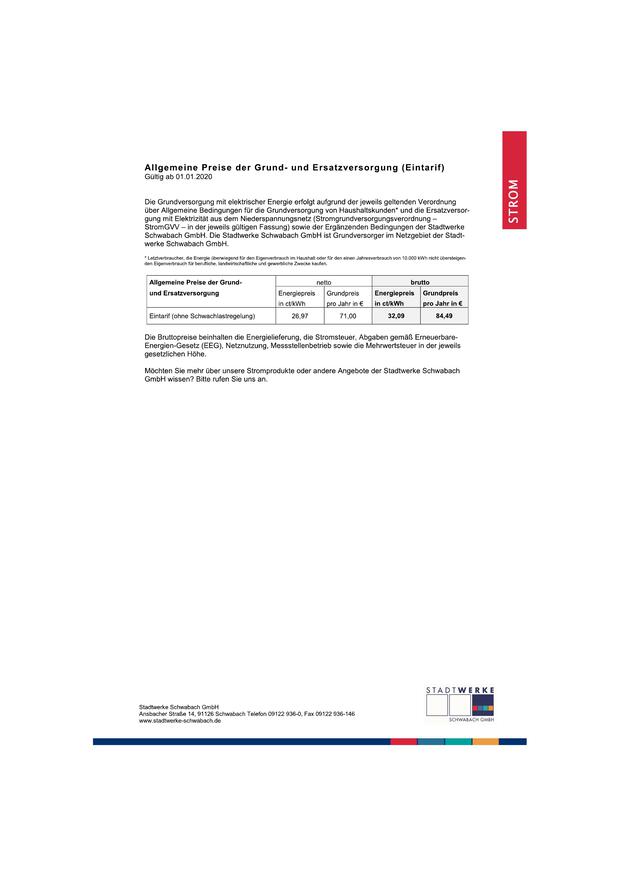 Allgemeine Preise der Grund- und Ersatzversorgung (Eintarif)
Gültig ab 01.01.2020
STROM
Die Grundversorgung mit elektrischer Energie erfolgt aufgrund der jeweils geltenden Verordnung
über Allgemeine Bedingungen für die Grundversorgung von Haushaltskunden* und die Ersatzversor-
gung mit Elektrizität aus dem Niederspannungsnetz (Stromgrundversorgungsverordnung –
StromGVV – in der jeweils gültigen Fassung) sowie der Ergänzenden Bedingungen der Stadtwerke
Schwabach GmbH. Die Stadtwerke Schwabach GmbH ist Grundversorger im Netzgebiet der Stadt-
werke Schwabach GmbH.
* Letztverbraucher, die Energie überwiegend für den Eigenverbrauch im Haushalt oder für den einen Jahresverbrauch von 10.000 kWh nicht übersteigen-
den Eigenverbrauch für berufliche, landwirtschaftliche und gewerbliche Zwecke kaufen.
Allgemeine Preise der Grund- netto brutto
und Ersatzversorgung Energiepreis Grundpreis Energiepreis Grundpreis
in ct/kWh pro Jahr in € in ct/kWh pro Jahr in €
Eintarif (ohne Schwachlastregelung) 26,97 71,00 32,09 84,49
Die Bruttopreise beinhalten die Energielieferung, die Stromsteuer, Abgaben gemäß Erneuerbare-
Energien-Gesetz (EEG), Netznutzung, Messstellenbetrieb sowie die Mehrwertsteuer in der jeweils
gesetzlichen Höhe.
Möchten Sie mehr über unsere Stromprodukte oder andere Angebote der Stadtwerke Schwabach
GmbH wissen? Bitte rufen Sie uns an.
STADTWERKE
SCHWABACH GMBH
Stadtwerke Schwabach GmbH
Ansbacher Straße 14, 91126 Schwabach Telefon 09122 936-0, Fax 09122 936-146
www.stadtwerke-schwabach.de